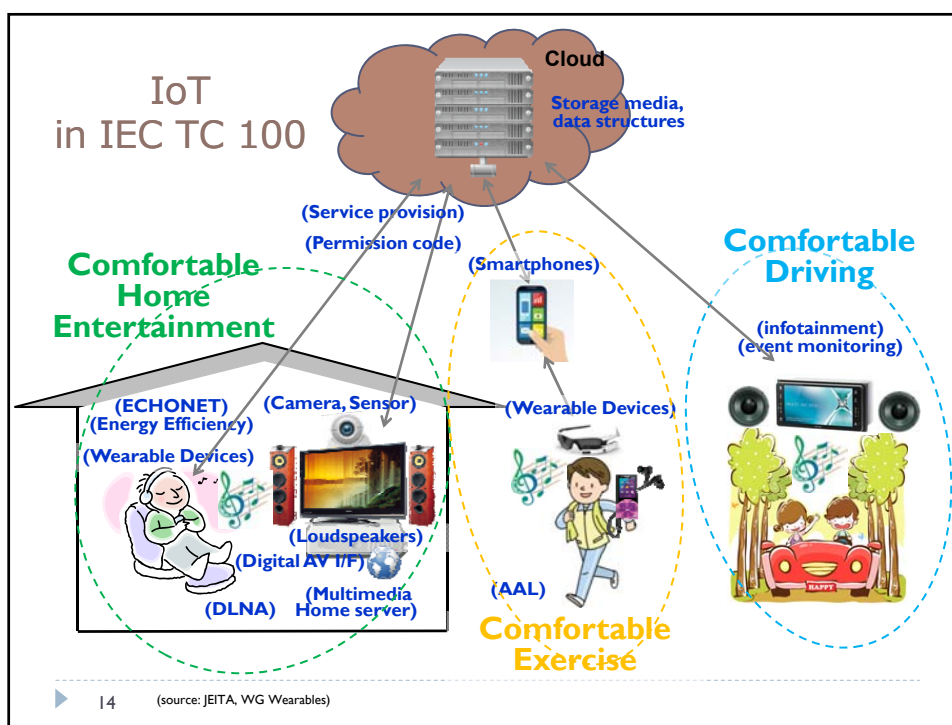 IoT
in IEC TC 100
Cloud
Storage media,
data structures
(Service provision)
(Permission code)
(Smartphones)
Comfortable
Home
Entertainment
Comfortable
Driving
(infotainment)
(event monitoring)
(ECHONET)
(Energy Efficiency)
(Wearable Devices)
(Camera, Sensor)
(Loudspeakers)
(Digital AV I/F)
(Multimedia
Home server)
(DLNA)
(Wearable Devices)
(AAL)
Comfortable
Exercise
HAPPY
14
(source: JEITA, WG Wearables)